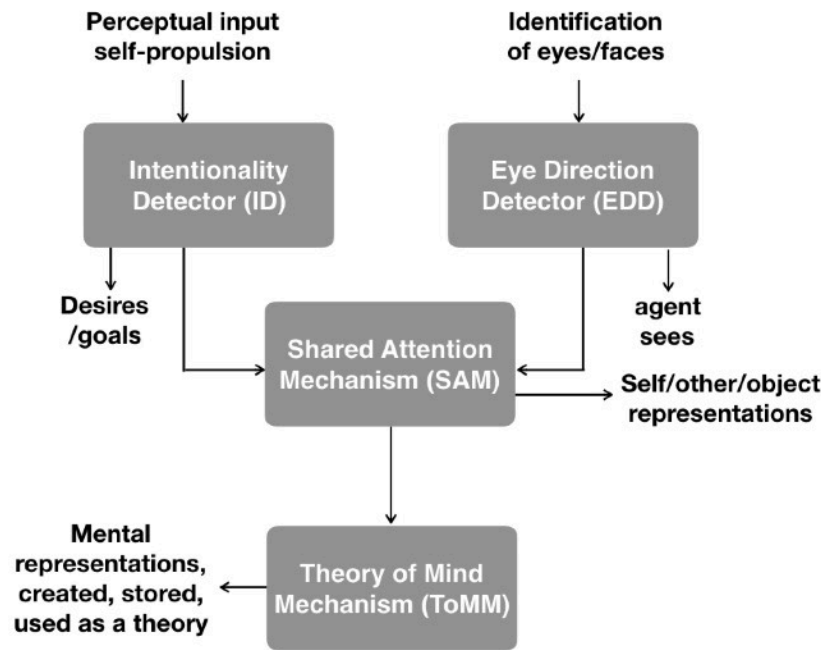 Perceptual input
self-propulsion
Identification
of eyes/faces
Intentionality
Detector (ID)
Eye Direction
Detector (EDD)
Desires
/goals
agent
sees
Shared Attention
Mechanism (SAM)
Self/other/object
representations
Mental
representations,
created, stored,
used as a theory
Theory of Mind
Mechanism (ToMM)